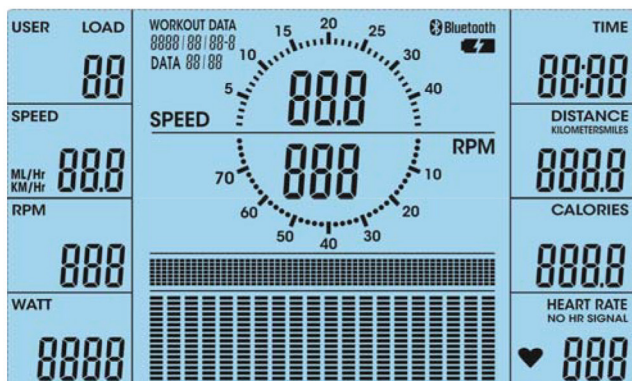 USER LOAD
88
SPEED
ML/Hr
KM/Hr
88.8
RPM
888
WATT
8888
WORKOUT DATA
8888|88|88-8
DATA 88|88
5 10 15 20 25 30 40
Bluetooth
88.8
SPEED
RPM
888
70 60 50 40 30 20 10
TIME
88:88
DISTANCE
KILOMETERSMILES
888.8
CALORIES
888.8
HEART RATE
NO HR SIGNAL
888